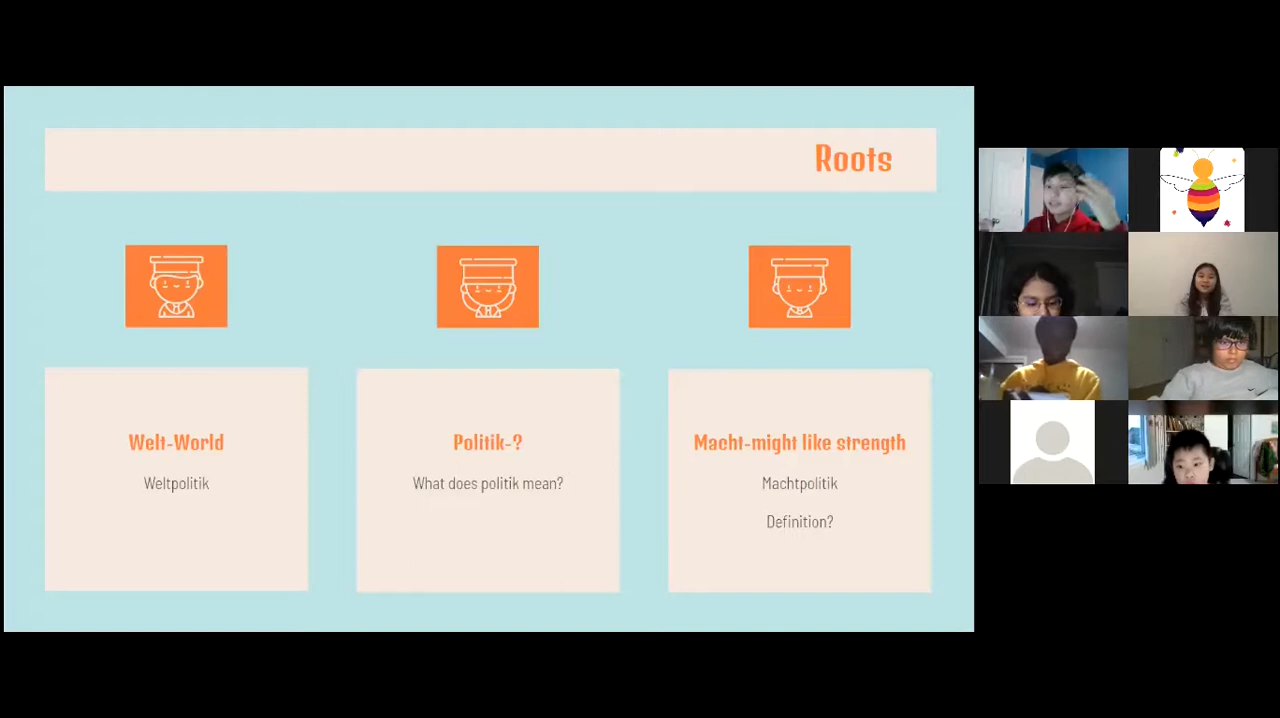 Roots
Welt-World
Weltpolitik
Politik-?
What does politik mean?
Macht-might like strength
Machtpolitik
Definition?